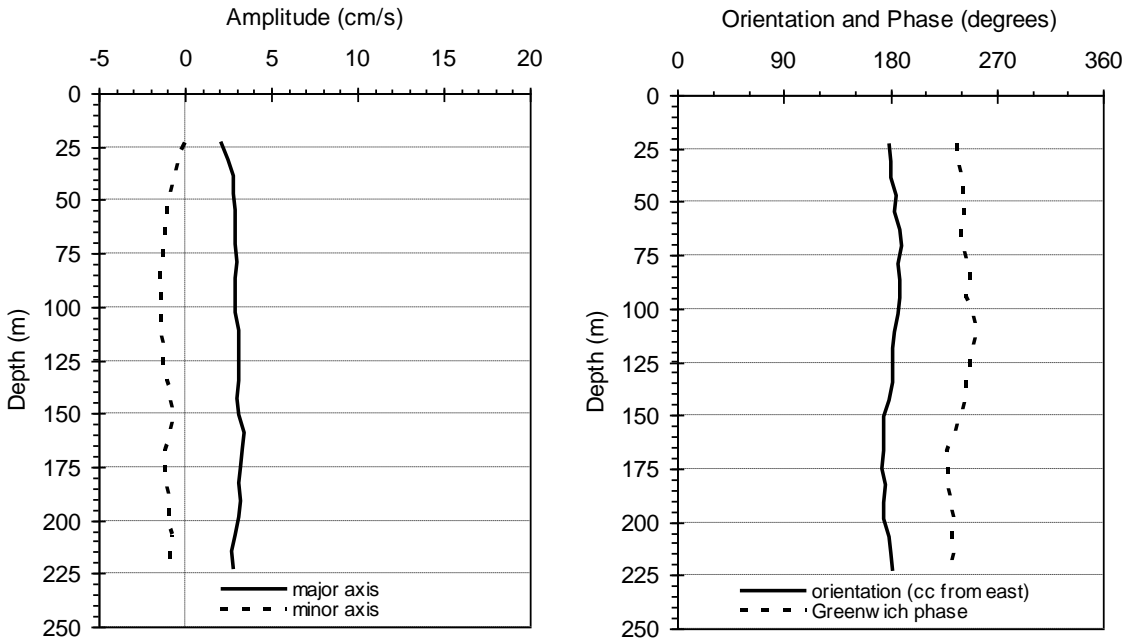 Amplitude (cm/s)
-5 0 5 10 15 20
0
25
50
75
100
125
150
175
200
225
250
Depth (m)
major axis
minor axis
Orientation and Phase (degrees)
0 90 180 270 360
0
25
50
75
100
125
150
175
200
225
250
Depth (m)
orientation (cc from east)
Greenwich phase